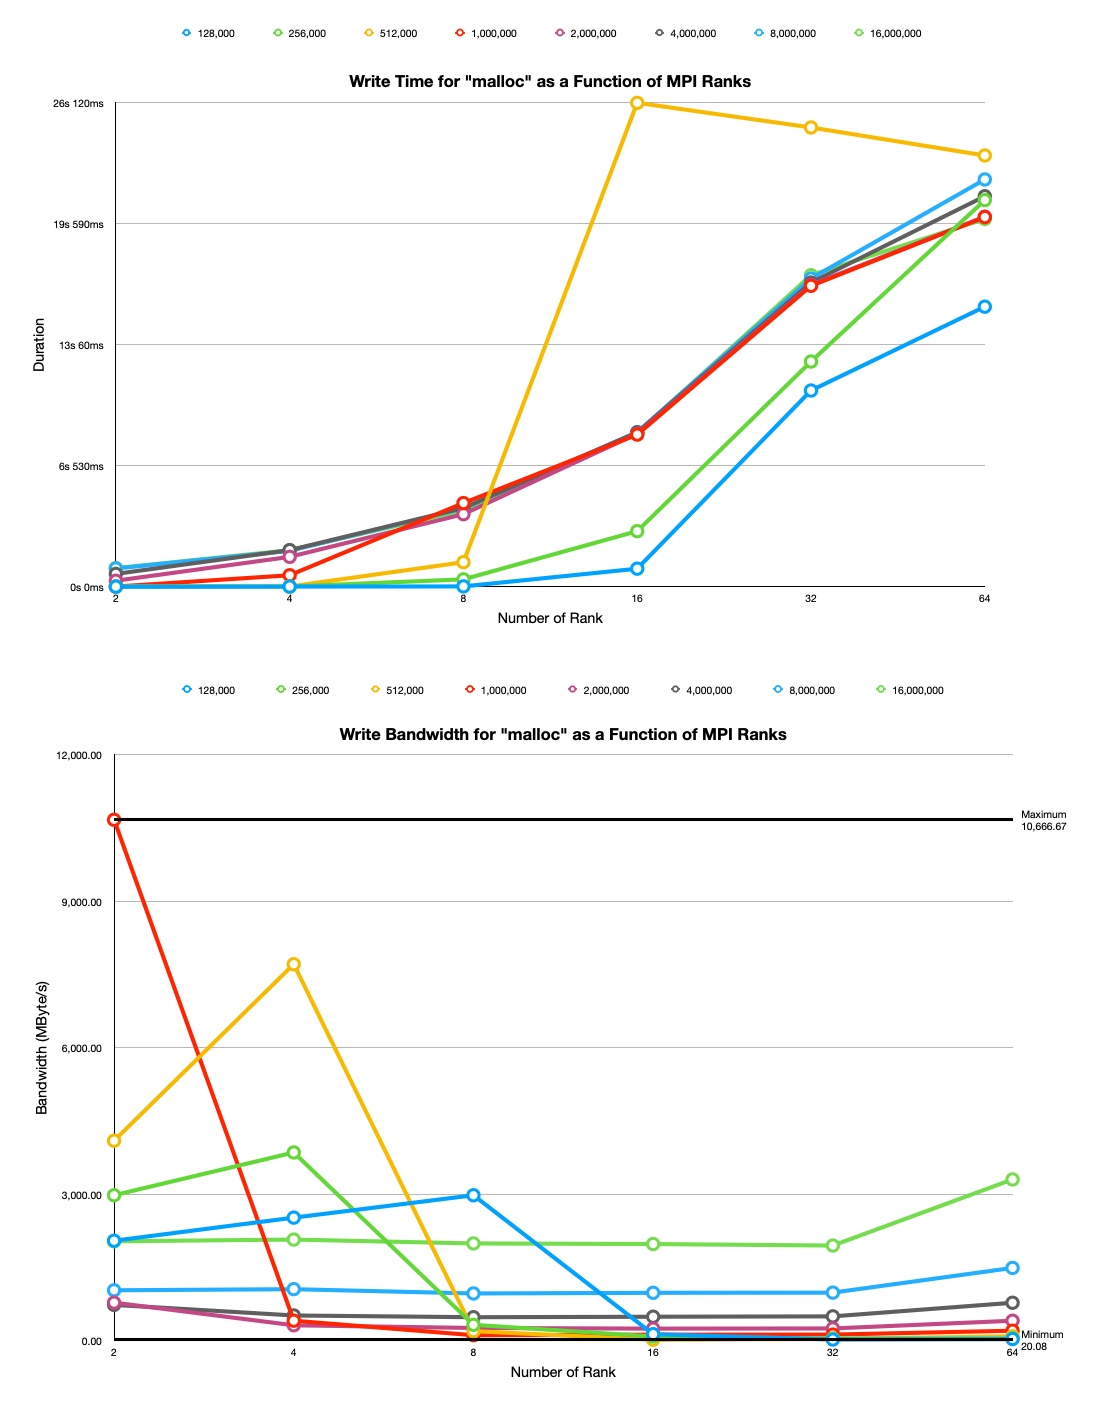 128,000 256,000 512,000 1,000,000 2,000,000 4,000,000 8,000,000 16,000,000
Write Time for "malloc" as a Function of MPI Ranks
26s 120ms
19s 590ms
13s 60ms
6s 530ms
0s 0ms
Duration
2 4 8 16 32 64
Number of Rank
128,000 256,000 512,000 1,000,000 2,000,000 4,000,000 8,000,000 16,000,000
Write Bandwidth for "malloc" as a Function of MPI Ranks
12,000.00
9,000.00
6,000.00
3,000.00
0.00
Bandwidth (MByte/s)
Maximum
10,666.67
Minimum
20.08
2 4 8 16 32 64
Number of Rank